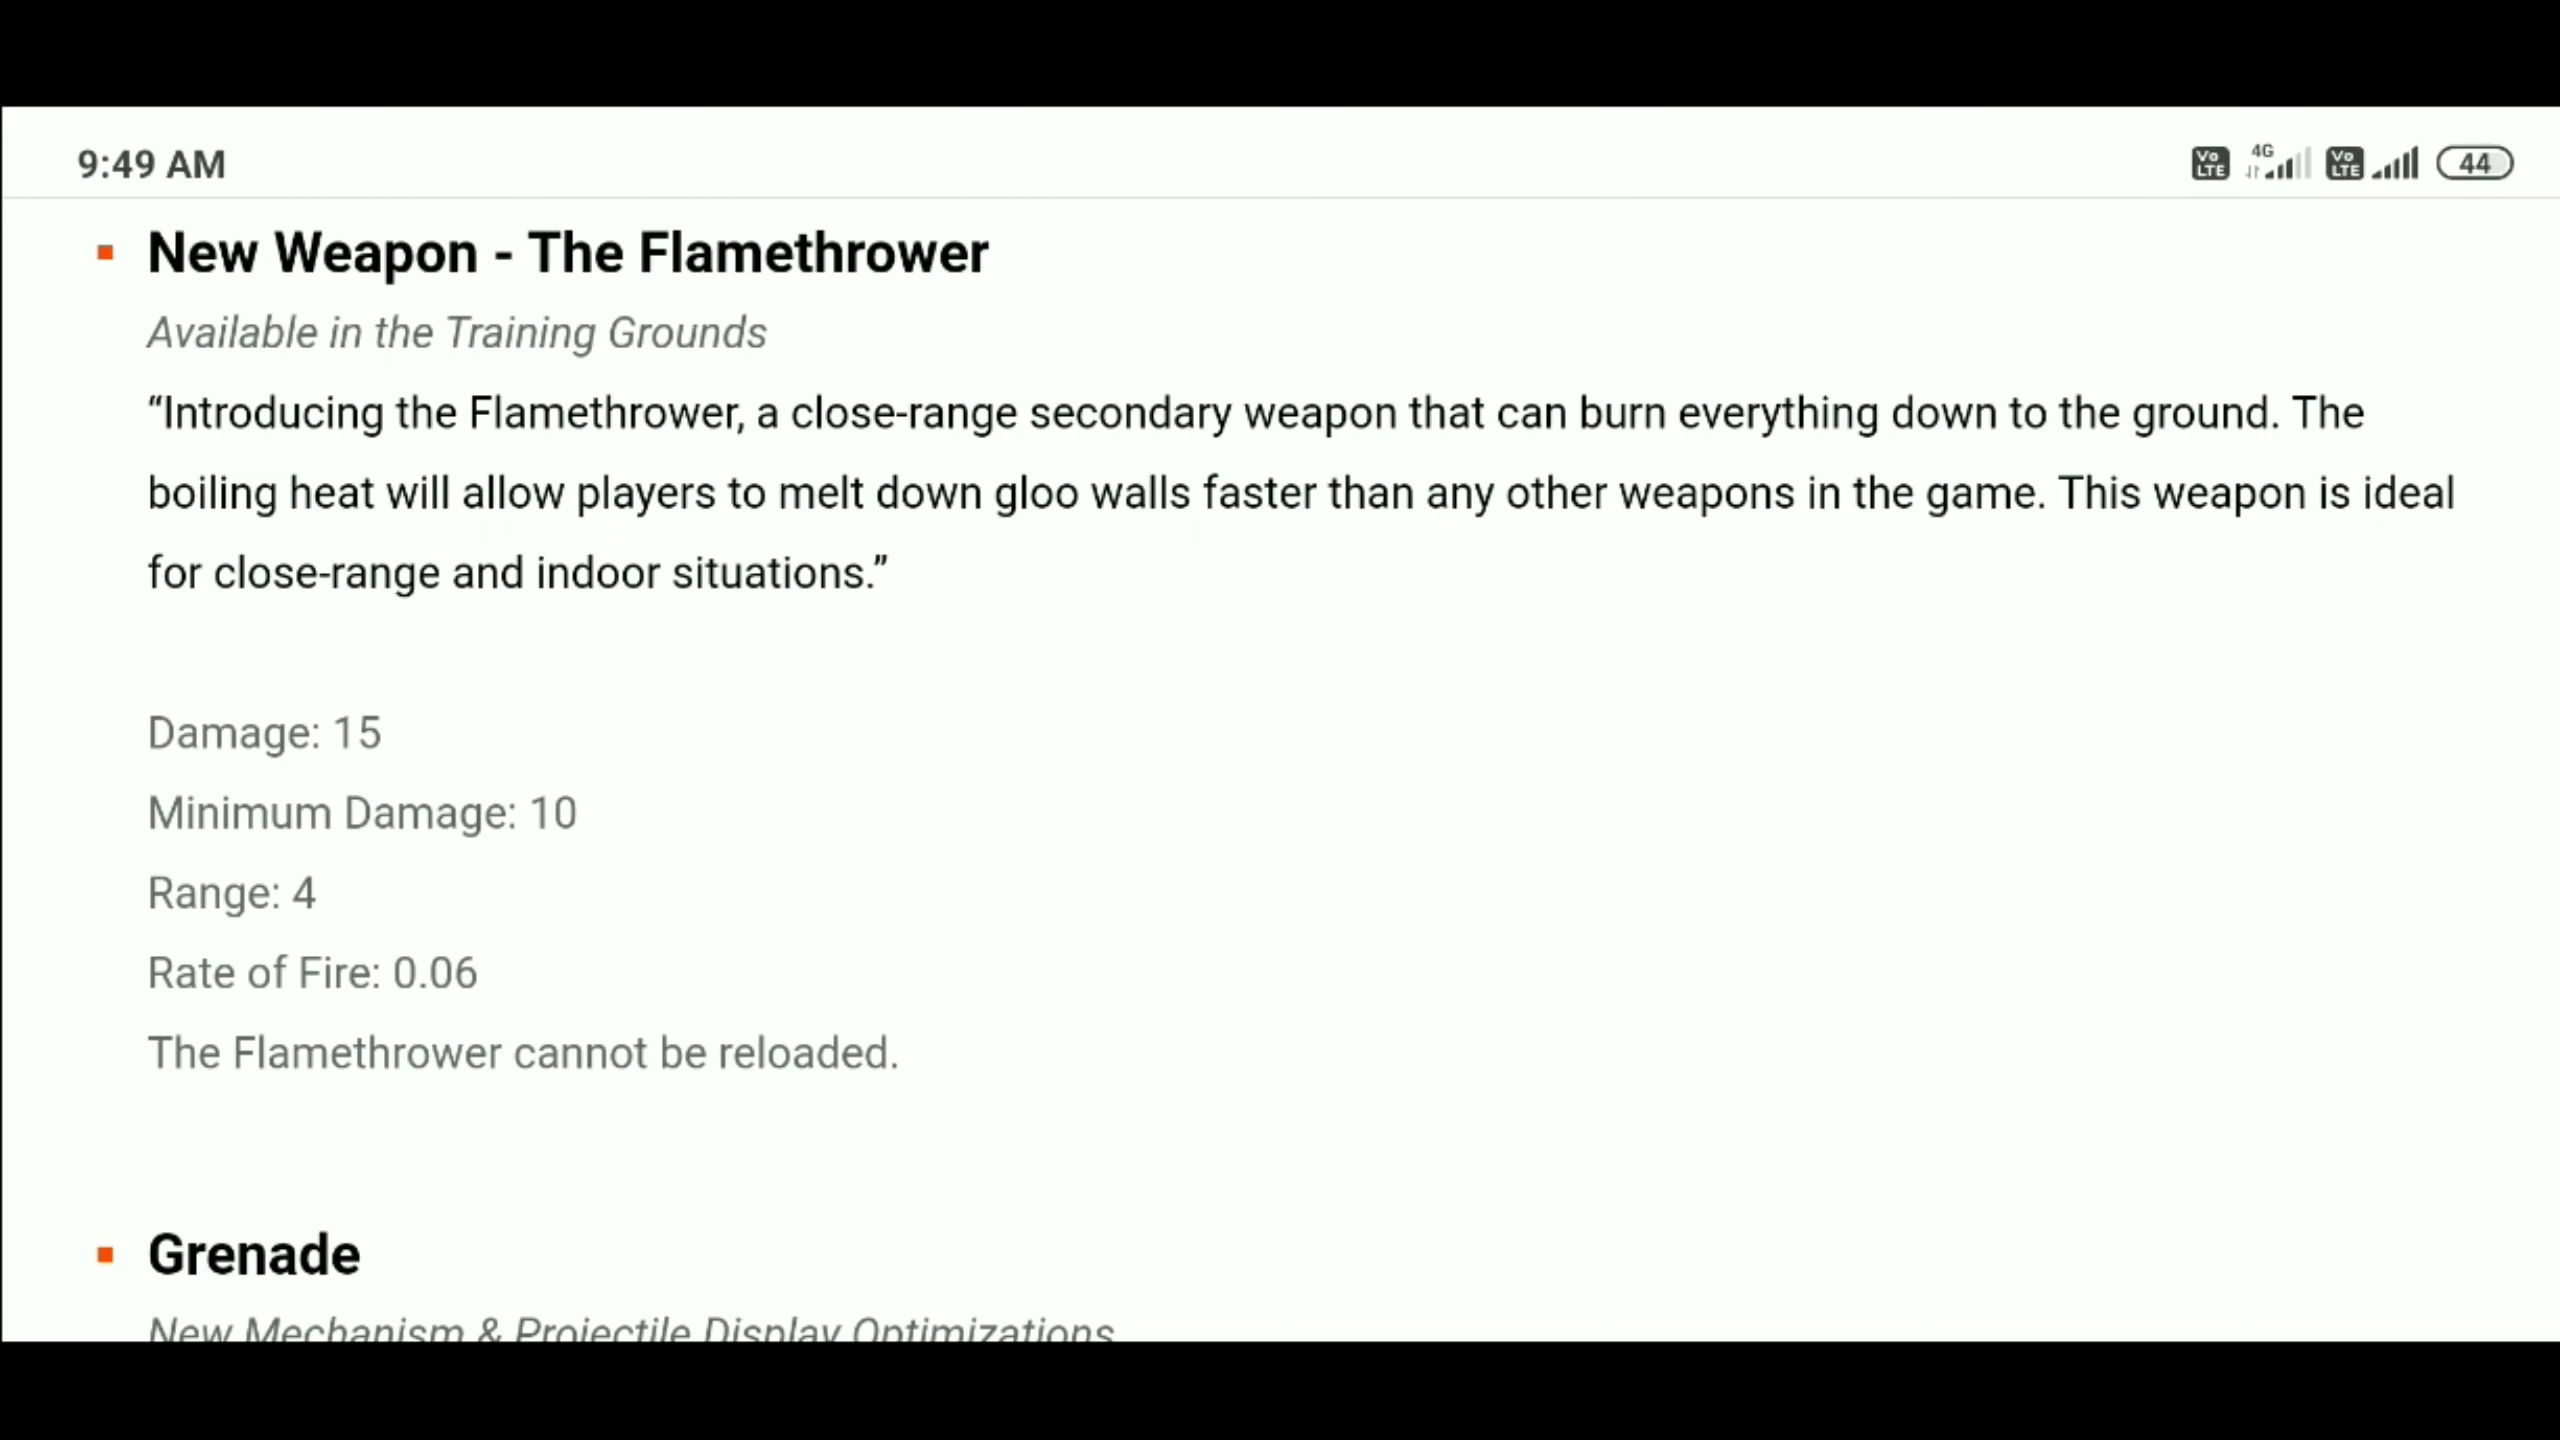 9:49 AM
Vo LTE 4G Vo LTE 44
New Weapon - The Flamethrower
Available in the Training Grounds
“Introducing the Flamethrower, a close-range secondary weapon that can burn everything down to the ground. The
boiling heat will allow players to melt down gloo walls faster than any other weapons in the game. This weapon is ideal
for close-range and indoor situations.”
Damage: 15
Minimum Damage: 10
Range: 4
Rate of Fire: 0.06
The Flamethrower cannot be reloaded.
Grenade
New Mechanism & Projectile Display Optimizations